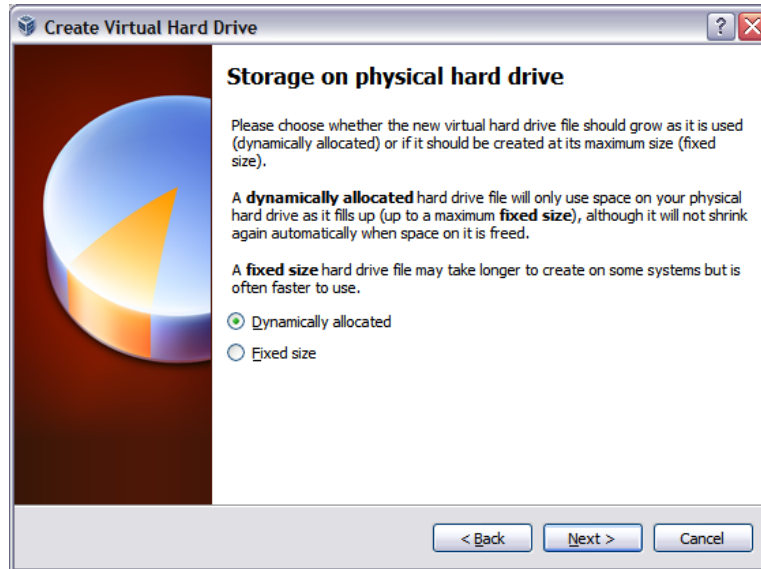 Create Virtual Hard Drive
?
Storage on physical hard drive
Please choose whether the new virtual hard drive file should grow as it is used
(dynamically allocated) or if it should be created at its maximum size (fixed
size).
A dynamically allocated hard drive file will only use space on your physical
hard drive as it fills up (up to a maximum fixed size), although it will not shrink
again automatically when space on it is freed.
A fixed size hard drive file may take longer to create on some systems but is
often faster to use.
Dynamically allocated
Fixed size
< Back Next > Cancel